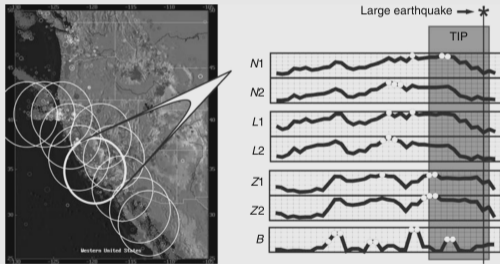 Large earthquake
*
TIP
N1
N2
L1
L2
Z1
Z2
B
Western United States